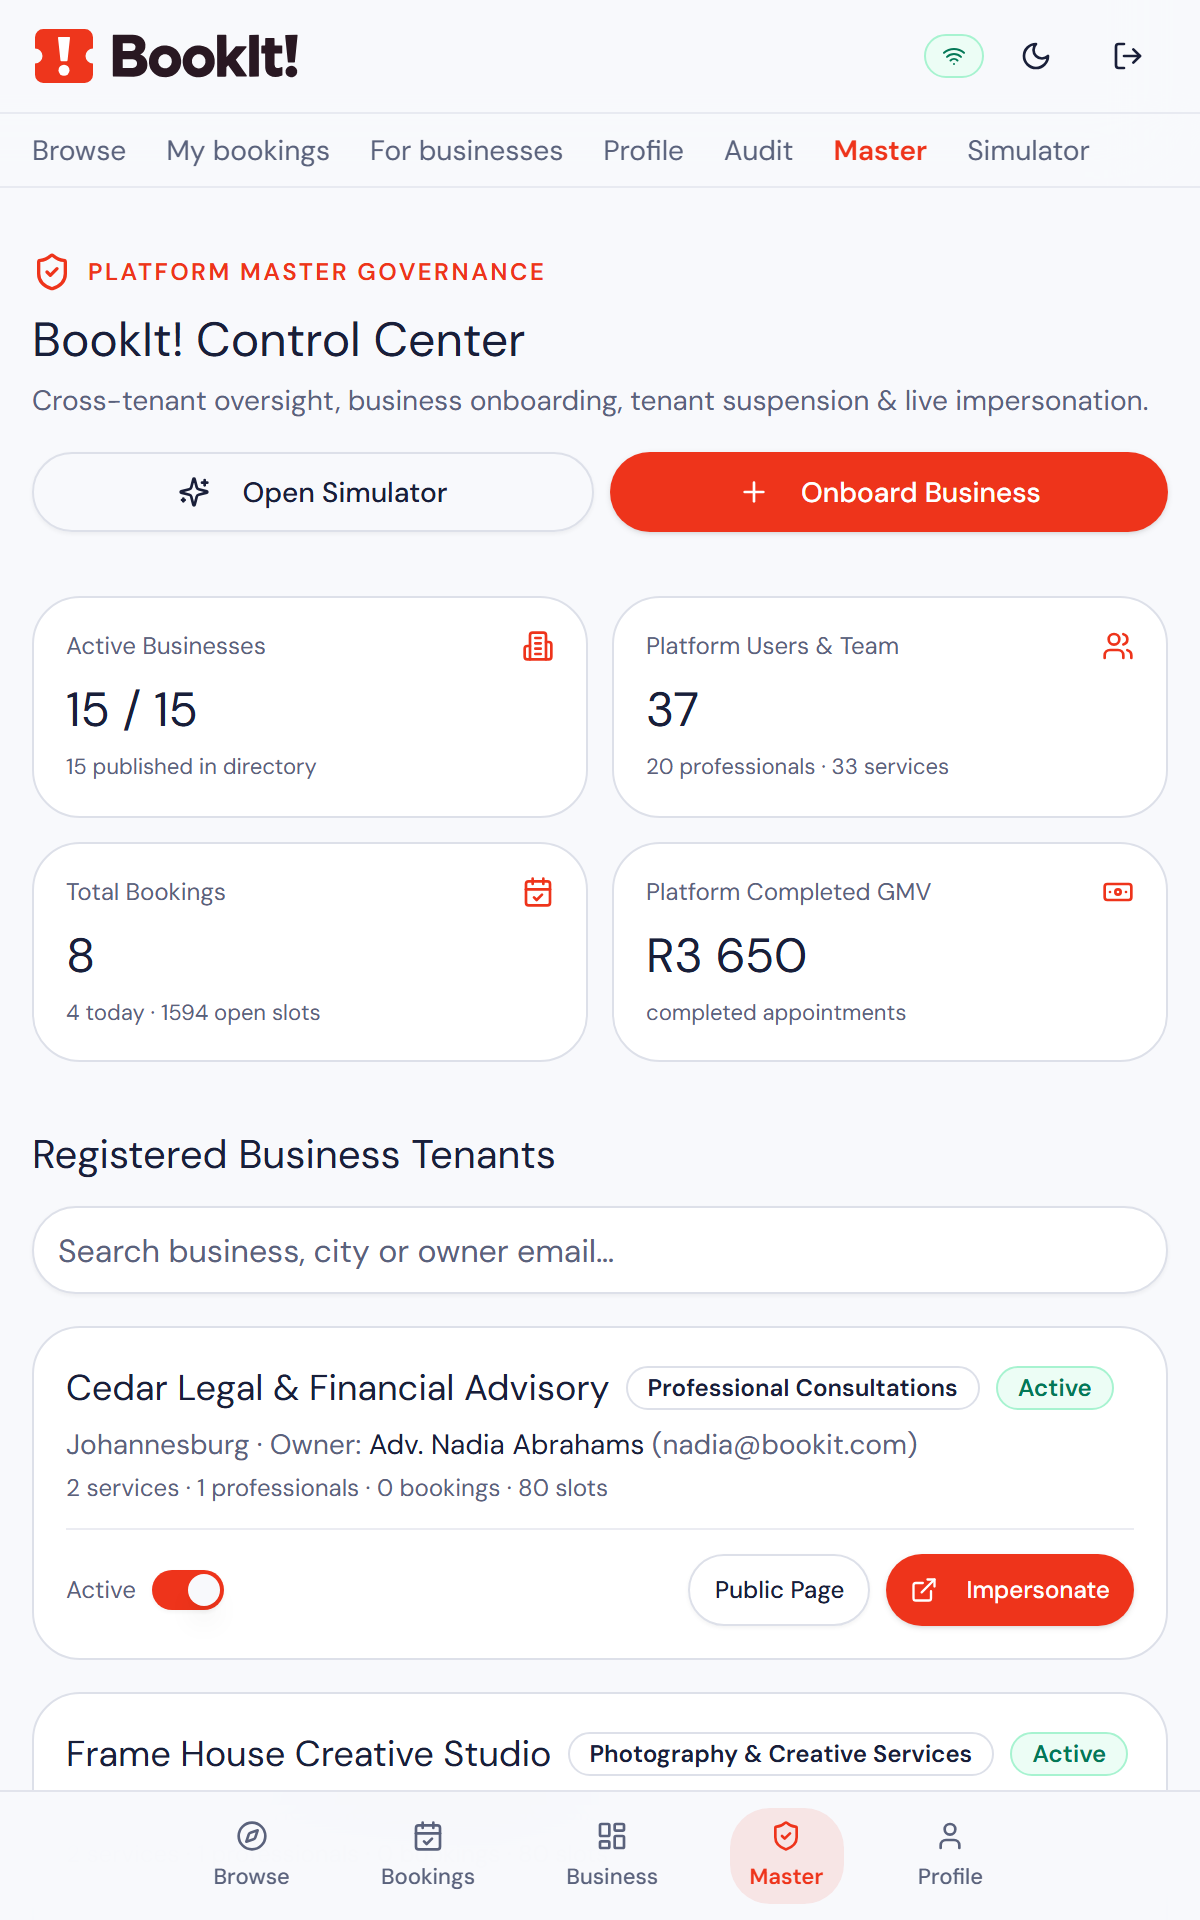 BookIt!
Browse My bookings For businesses Profile Audit Master Simulator
PLATFORM MASTER GOVERNANCE
BookIt! Control Center
Cross-tenant oversight, business onboarding, tenant suspension & live impersonation.
Open Simulator Onboard Business
Active Businesses
15 / 15
15 published in directory
Platform Users & Team
37
20 professionals · 33 services
Total Bookings
8
4 today · 1594 open slots
Platform Completed GMV
R3 650
completed appointments
Registered Business Tenants
Search business, city or owner email...
Cedar Legal & Financial Advisory Professional Consultations Active
Johannesburg · Owner: Adv. Nadia Abrahams (nadia@bookit.com)
2 services · 1 professionals · 0 bookings · 80 slots
Active Public Page Impersonate
Frame House Creative Studio Photography & Creative Services Active
Browse Bookings Business Master Profile